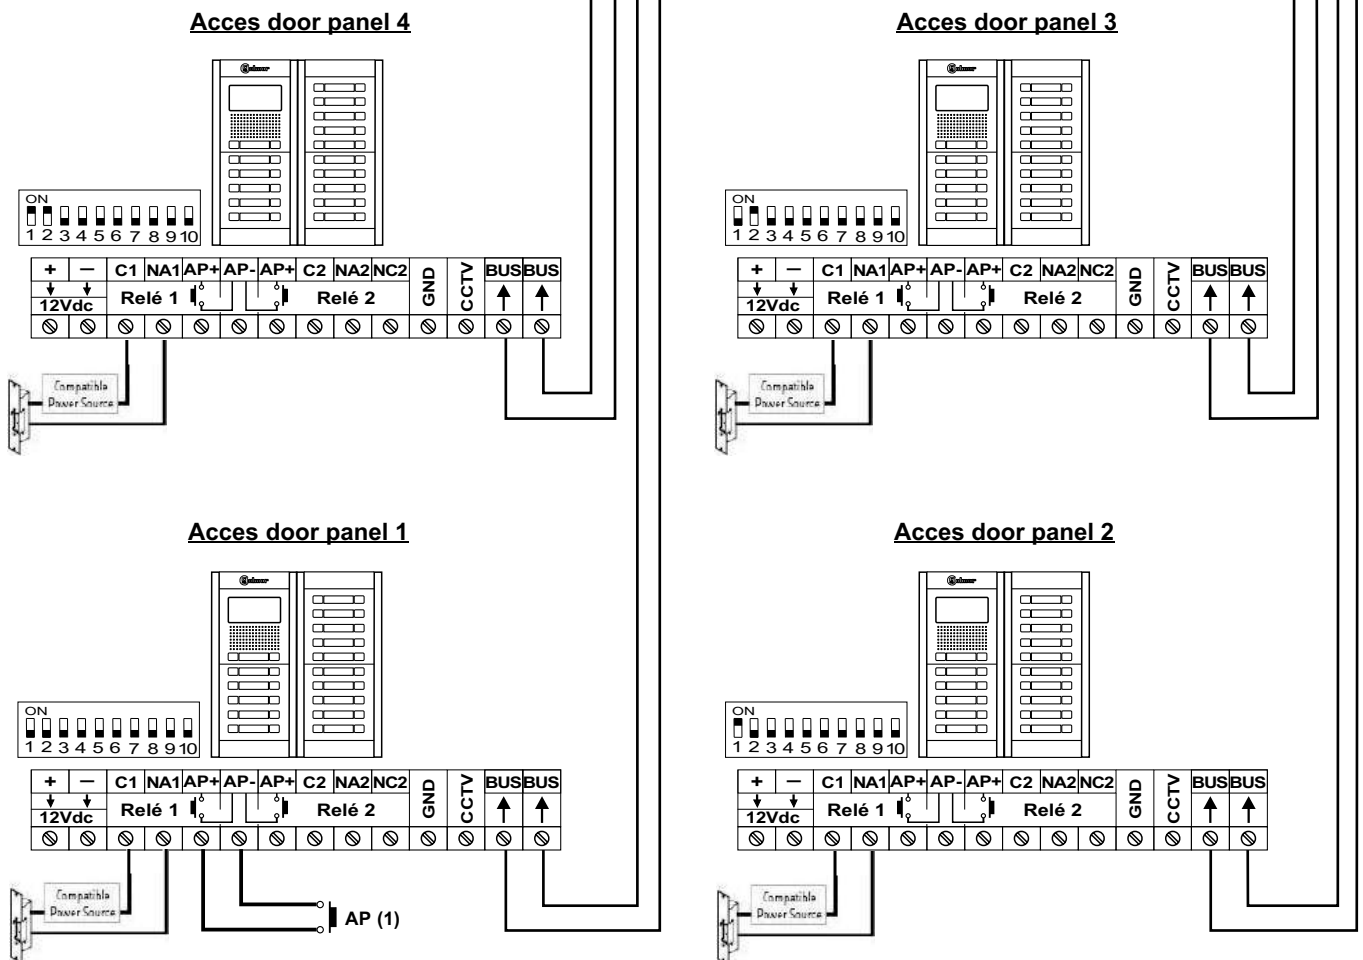 Acces door panel 4
Golmar
ON
1 2 3 4 5 6 7 8 9 10
+ — C1 NA1 AP+ AP- AP+ C2 NA2 NC2 GND CCTV BUS BUS
12Vdc Relé 1 Relé 2
Compatible
Power Source
Acces door panel 3
Golmar
ON
1 2 3 4 5 6 7 8 9 10
+ — C1 NA1 AP+ AP- AP+ C2 NA2 NC2 GND CCTV BUS BUS
12Vdc Relé 1 Relé 2
Compatible
Power Source
Acces door panel 1
Golmar
ON
1 2 3 4 5 6 7 8 9 10
+ — C1 NA1 AP+ AP- AP+ C2 NA2 NC2 GND CCTV BUS BUS
12Vdc Relé 1 Relé 2
Compatible
Power Source
AP (1)
Acces door panel 2
Golmar
ON
1 2 3 4 5 6 7 8 9 10
+ — C1 NA1 AP+ AP- AP+ C2 NA2 NC2 GND CCTV BUS BUS
12Vdc Relé 1 Relé 2
Compatible
Power Source